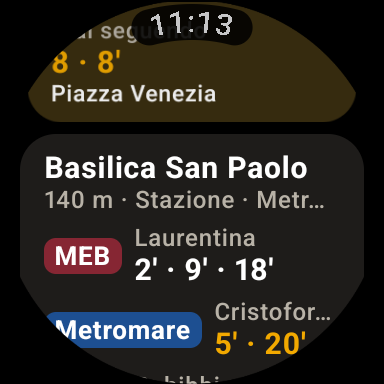 11:13
8 · 8'
Piazza Venezia
Basilica San Paolo
140 m · Stazione · Metr…
Laurentina
MEB
2' · 9' · 18'
Cristofor…
Metromare
5' · 20'